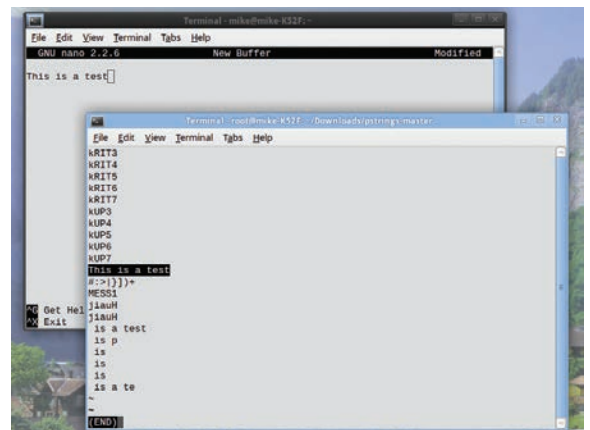 Terminal - mike@mike-K52F: ~
File Edit View Terminal Tabs Help
GNU nano 2.2.6 New Buffer Modified
This is a test
^G Get Hel
^X Exit
Terminal - root@mike-K52F: ~/Downloads/pstrings-master
File Edit View Terminal Tabs Help
kRIT3
kRIT4
kRIT5
kRIT6
kRIT7
kUP3
kUP4
kUP5
kUP6
kUP7
This is a test
#:>|}])+
MESS1
jiauH
jiauH
is a test
is p
is
is
is
is a te
~
~
(END)